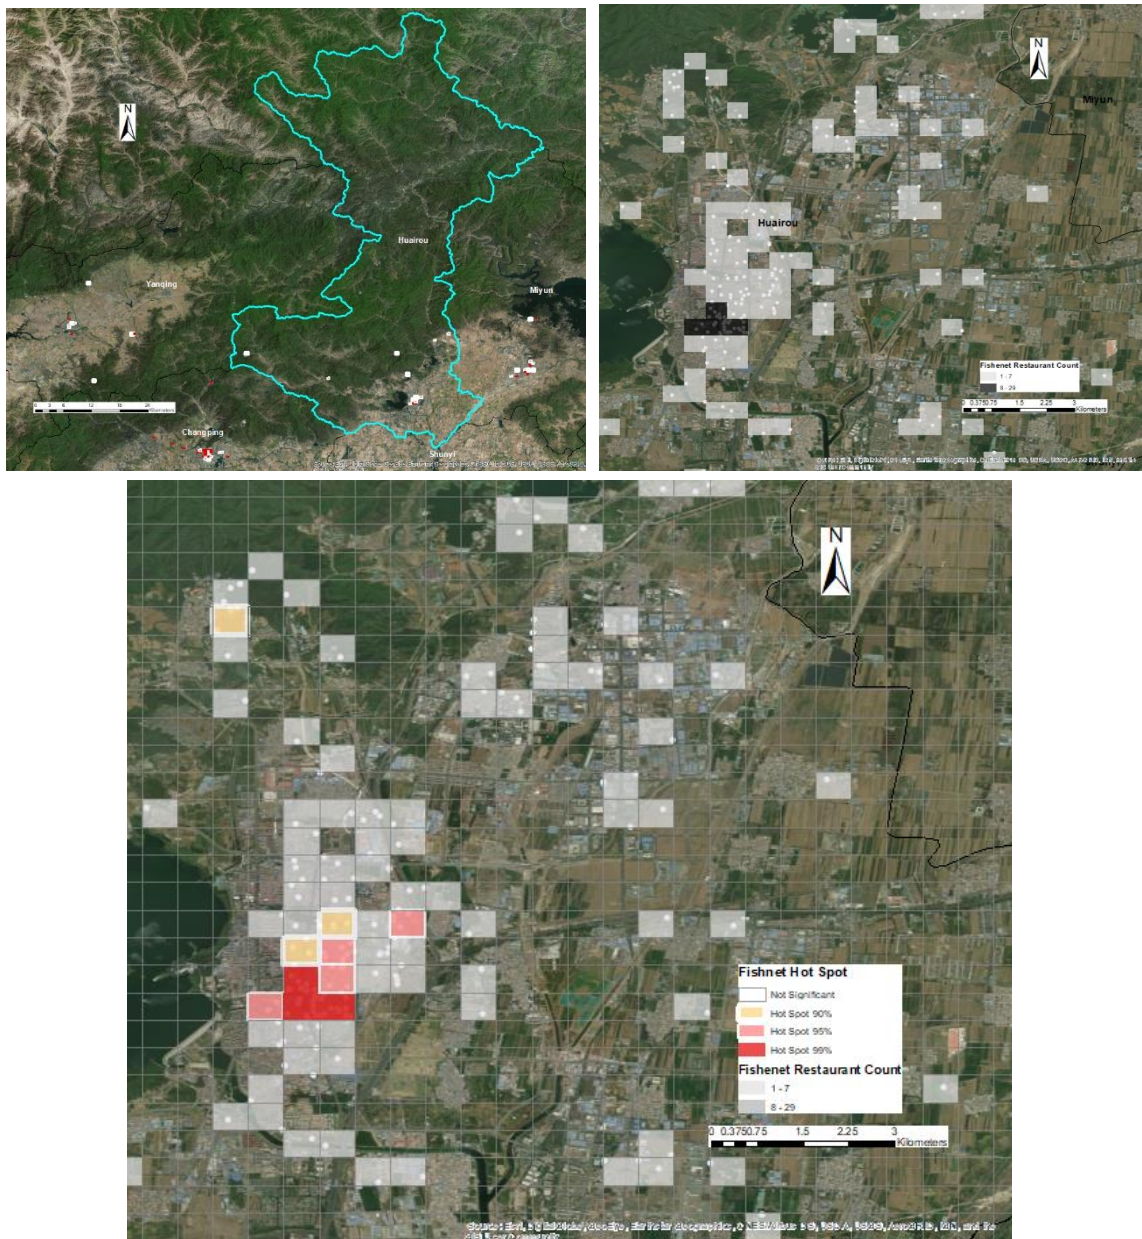 N
Huairou
Yanqing
Miyun
Changping
Shunyi
N
Miyun
Huairou
Fishenet Restaurant Count
1 - 7
8 - 29
0 0.375 0.75 1.5 2.25 3
Kilometers
N
Fishnet Hot Spot
Not Significant
Hot Spot 90%
Hot Spot 95%
Hot Spot 99%
Fishenet Restaurant Count
1 - 7
8 - 29
0 0.375 0.75 1.5 2.25 3
Kilometers